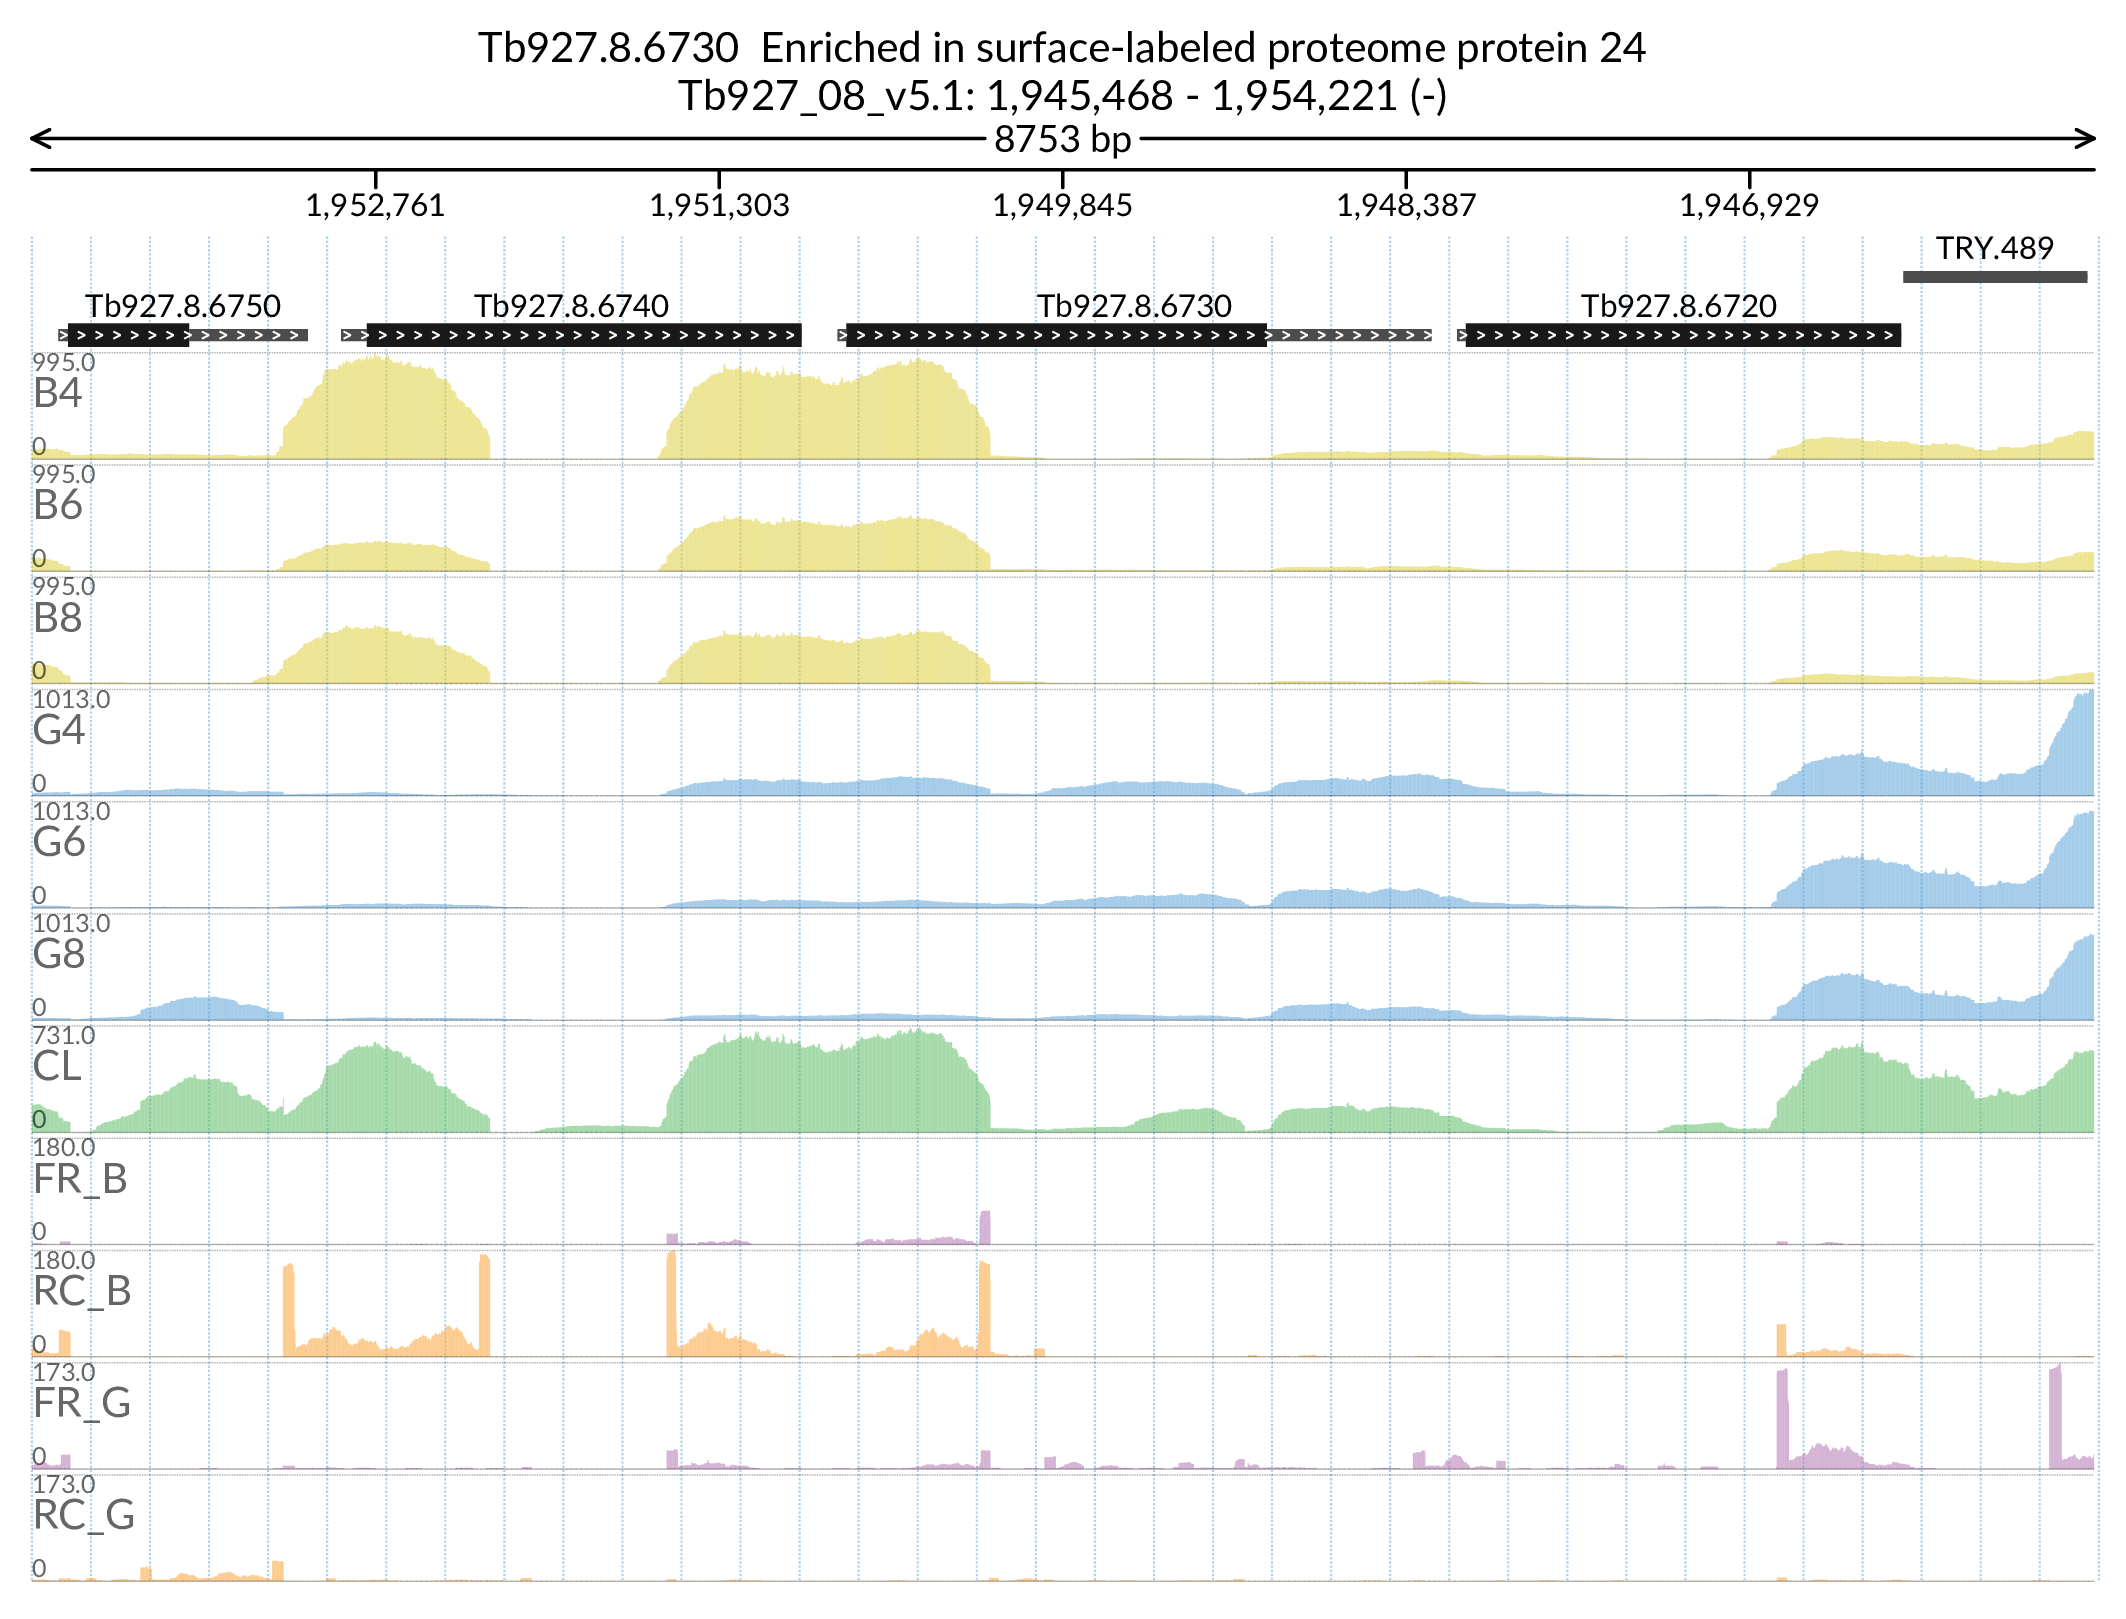 Tb927.8.6730  Enriched in surface-labeled proteome protein 24
Tb927_08_v5.1: 1,945,468 - 1,954,221 (-)
8753 bp
1,952,761 1,951,303 1,949,845 1,948,387 1,946,929
TRY.489
Tb927.8.6750 Tb927.8.6740 Tb927.8.6730 Tb927.8.6720
995.0
B4
0
995.0
B6
0
995.0
B8
0
1013.0
G4
0
1013.0
G6
0
1013.0
G8
0
731.0
CL
0
180.0
FR_B
0
180.0
RC_B
0
173.0
FR_G
0
173.0
RC_G
0